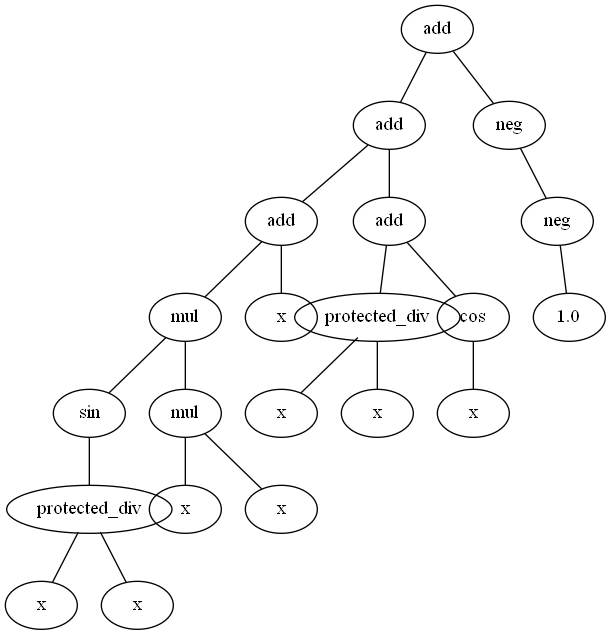 add
add neg
add add neg
mul x protected_div cos 1.0
sin mul x x x
protected_div x x
x x